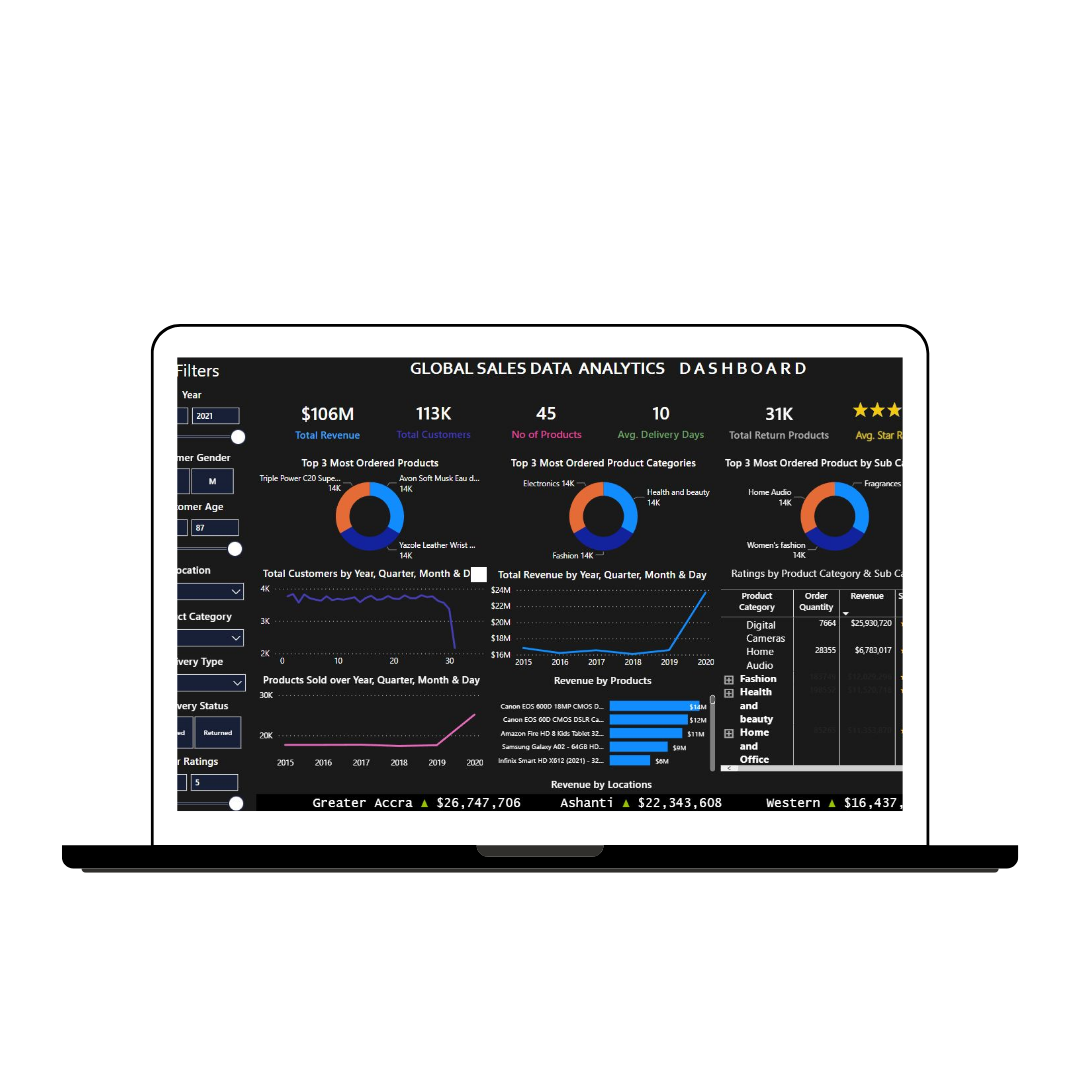 Filters
GLOBAL SALES DATA ANALYTICS DASHBOARD
Year
2021
$106M
113K
45
10
31K
Total Revenue
Total Customers
No of Products
Avg. Delivery Days
Total Return Products
Avg. Star R
mer Gender
M
omer Age
87
ocation
ct Category
very Type
very Status
ed
Returned
r Ratings
5
Top 3 Most Ordered Products
Triple Power C20 Supe...
14K
Avon Soft Musk Eau d...
14K
Yazole Leather Wrist ...
14K
Top 3 Most Ordered Product Categories
Electronics 14K
Health and beauty
14K
Fashion 14K
Top 3 Most Ordered Product by Sub Ca
Home Audio
14K
Fragrances
Women's fashion
14K
Total Customers by Year, Quarter, Month & D
4K
3K
2K
0 10 20 30
Total Revenue by Year, Quarter, Month & Day
$24M
$22M
$20M
$18M
$16M
2015 2016 2017 2018 2019 2020
Ratings by Product Category & Sub Ca
Product Category
Order Quantity
Revenue
S
Digital Cameras 7664 $25,930,720
Home Audio 28355 $6,783,017
Fashion
Health and beauty
Home and Office
Products Sold over Year, Quarter, Month & Day
30K
20K
2015 2016 2017 2018 2019 2020
Revenue by Products
Canon EOS 600D 18MP CMOS D... $14M
Canon EOS 60D CMOS DSLR Ca... $12M
Amazon Fire HD 8 Kids Tablet 32... $11M
Samsung Galaxy A02 - 64GB HD... $9M
Infinix Smart HD X612 (2021) - 32... $6M
Revenue by Locations
Greater Accra ▲ $26,747,706 Ashanti ▲ $22,343,608 Western ▲ $16,437,